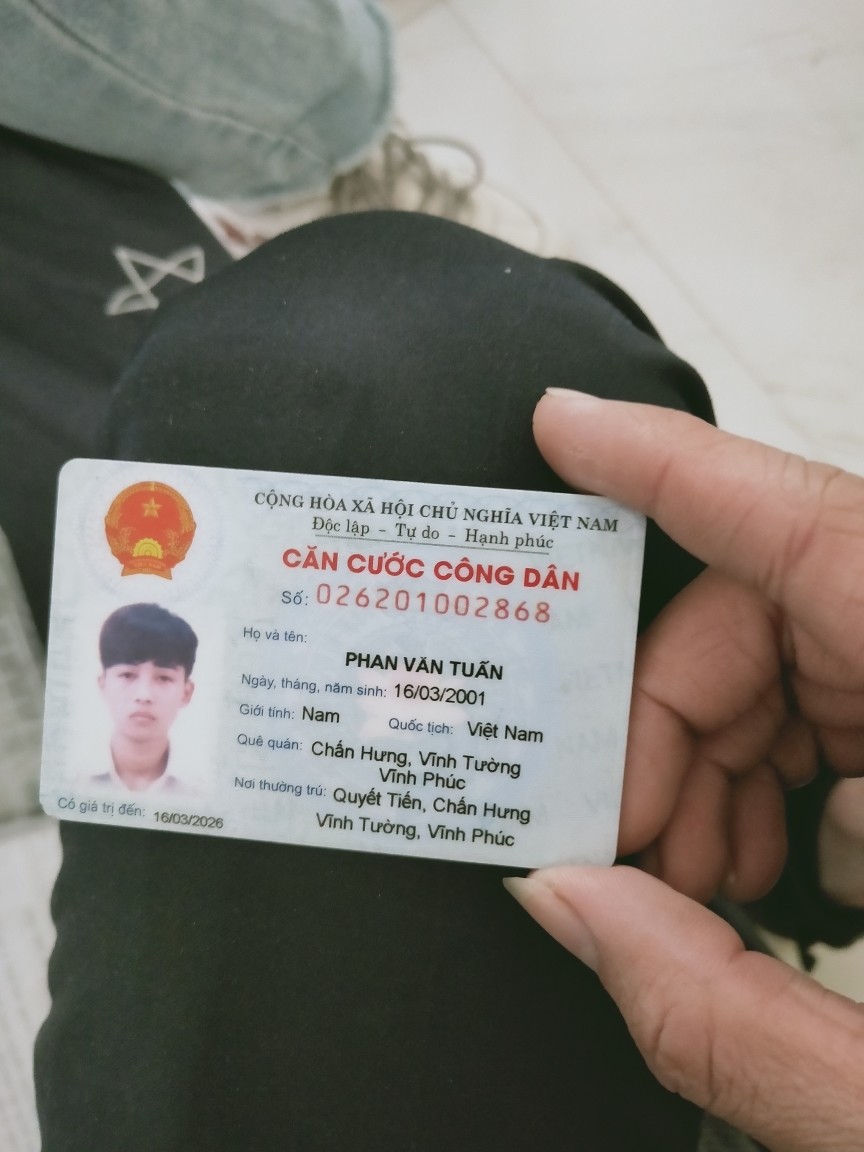 CỘNG HÒA XÃ HỘI CHỦ NGHĨA VIỆT NAM
Độc lập - Tự do - Hạnh phúc
CĂN CƯỚC CÔNG DÂN
Số: 026201002868
Họ và tên:
PHAN VĂN TUẤN
Ngày, tháng, năm sinh: 16/03/2001
Giới tính: Nam Quốc tịch: Việt Nam
Quê quán: Chấn Hưng, Vĩnh Tường
Vĩnh Phúc
Nơi thường trú: Quyết Tiến, Chấn Hưng
Vĩnh Tường, Vĩnh Phúc
Có giá trị đến: 16/03/2026